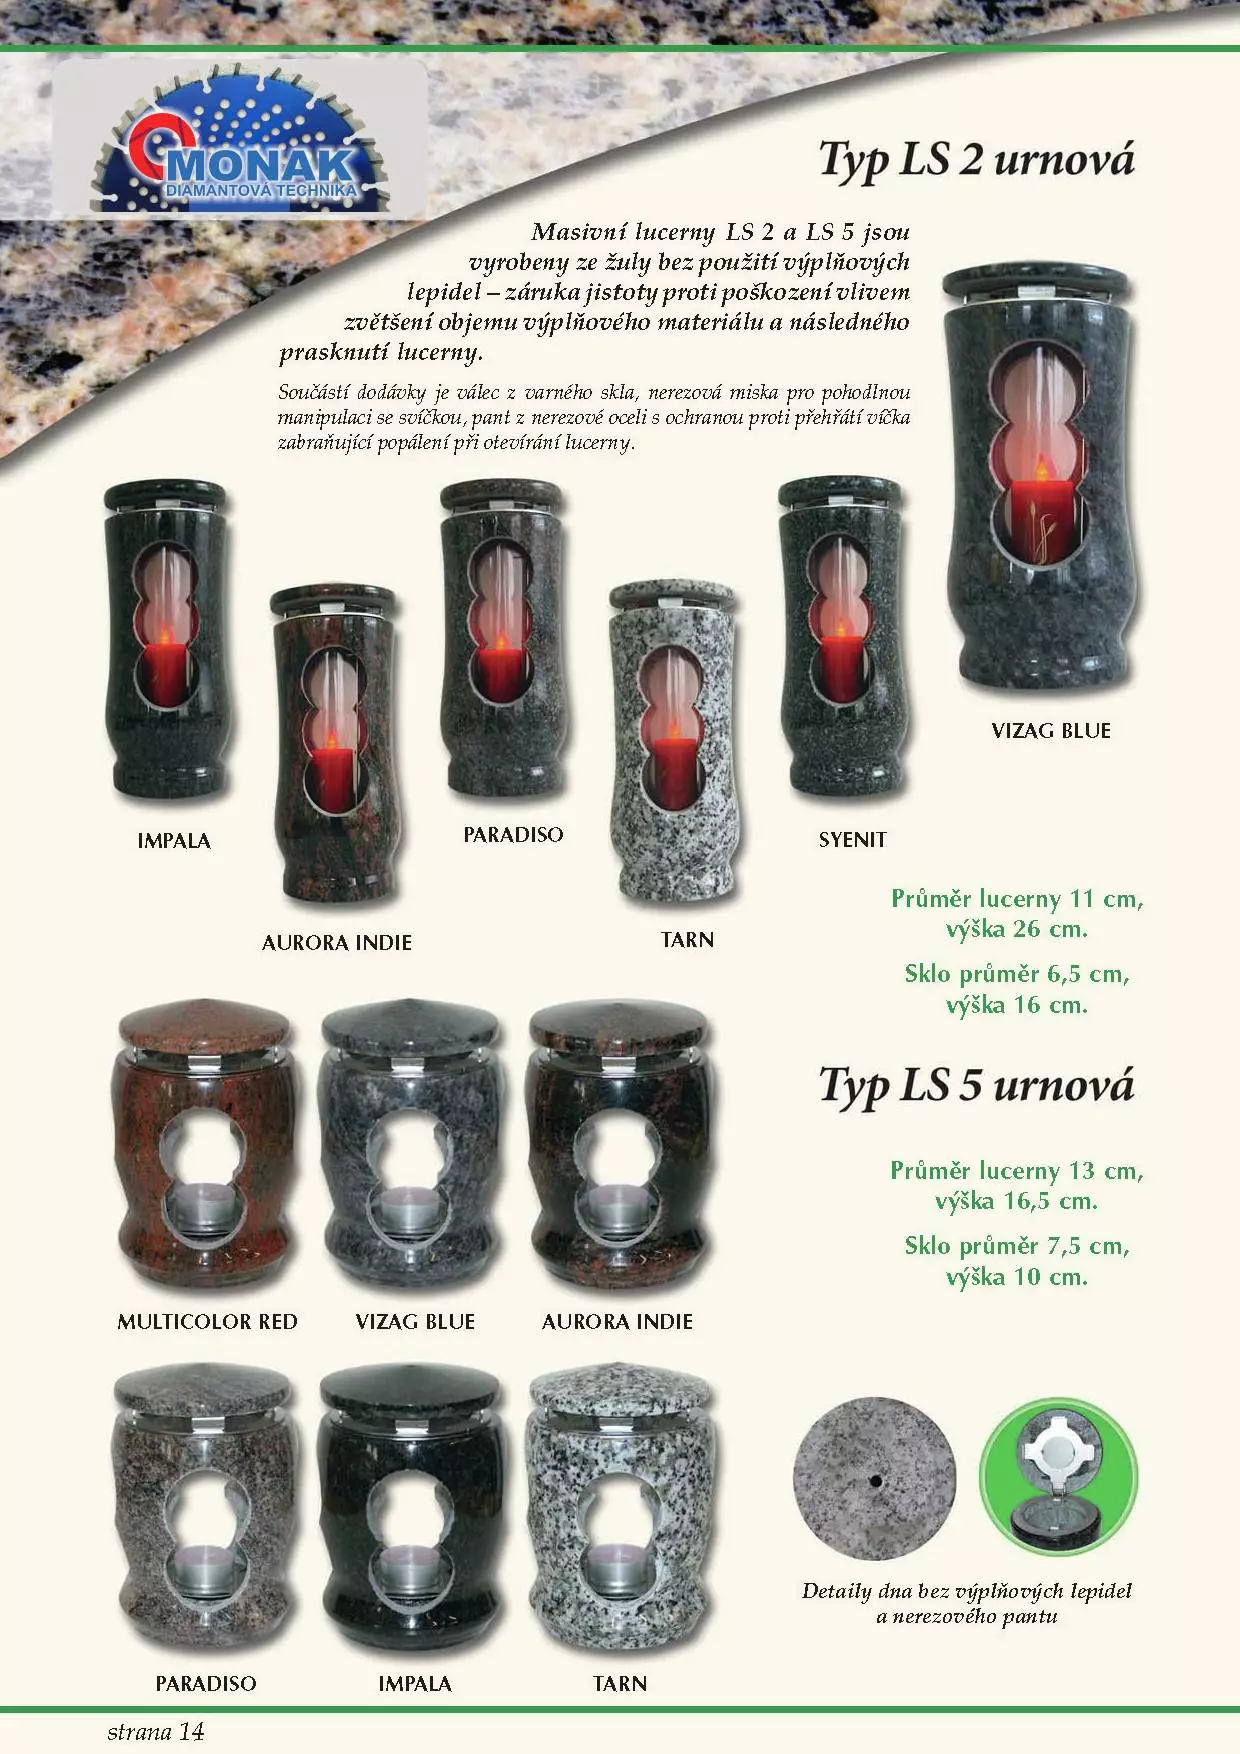 MONAK
DIAMANTOVÁ TECHNIKA
Typ LS 2 urnová
Masivní lucerny LS 2 a LS 5 jsou
vyrobeny ze žuly bez použití výplňových
lepidel – záruka jistoty proti poškození vlivem
zvětšení objemu výplňového materiálu a následného
prasknutí lucerny.
Součástí dodávky je válec z varného skla, nerezová miska pro pohodlnou
manipulaci se svíčkou, pant z nerezové oceli s ochranou proti přehřátí víčka
zabraňující popálení při otevírání lucerny.
VIZAG BLUE
IMPALA
PARADISO
SYENIT
AURORA INDIE
TARN
Průměr lucerny 11 cm,
výška 26 cm.
Sklo průměr 6,5 cm,
výška 16 cm.
Typ LS 5 urnová
Průměr lucerny 13 cm,
výška 16,5 cm.
Sklo průměr 7,5 cm,
výška 10 cm.
MULTICOLOR RED
VIZAG BLUE
AURORA INDIE
Detaily dna bez výplňových lepidel
a nerezového pantu
PARADISO
IMPALA
TARN
strana 14